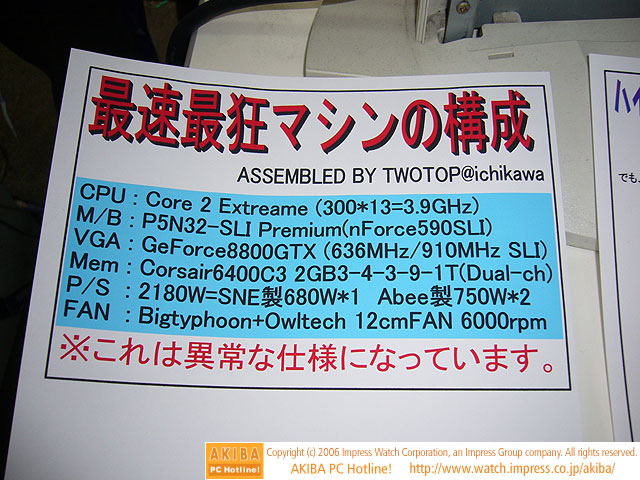 最速最狂マシンの構成
ASSEMBLED BY TWOTOP@ichikawa
CPU : Core 2 Extreame (300*13=3.9GHz)
M/B : P5N32-SLI Premium(nForce590SLI)
VGA : GeForce8800GTX (636MHz/910MHz SLI)
Mem : Corsair6400C3 2GB3-4-3-9-1T(Dual-ch)
P/S : 2180W=SNE製680W*1 Abee製750W*2
FAN : Bigtyphoon+Owltech 12cmFAN 6000rpm
※これは異常な仕様になっています。
ハイ
でも、
AKIBA
PC Hotline!
Copyright (c) 2006 Impress Watch Corporation, an Impress Group company. All rights reserved.
AKIBA PC Hotline! http://www.watch.impress.co.jp/akiba/